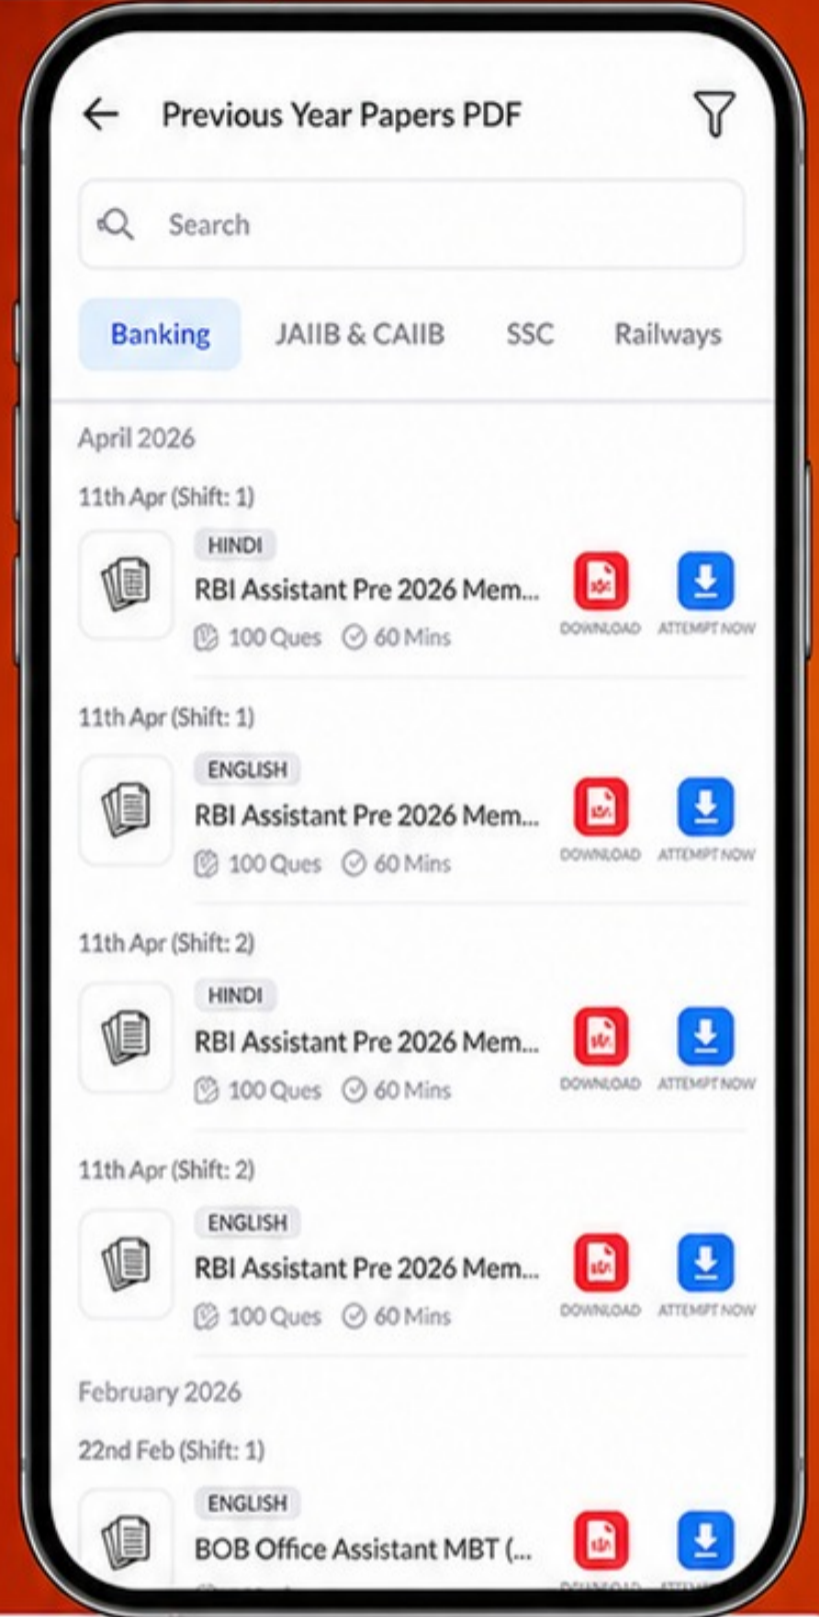 Previous Year Papers PDF
Search
Banking JAIIB & CAIIB SSC Railways
April 2026
11th Apr (Shift: 1)
HINDI
RBI Assistant Pre 2026 Mem...
100 Ques 60 Mins
DOWNLOAD ATTEMPT NOW
11th Apr (Shift: 1)
ENGLISH
RBI Assistant Pre 2026 Mem...
100 Ques 60 Mins
DOWNLOAD ATTEMPT NOW
11th Apr (Shift: 2)
HINDI
RBI Assistant Pre 2026 Mem...
100 Ques 60 Mins
DOWNLOAD ATTEMPT NOW
11th Apr (Shift: 2)
ENGLISH
RBI Assistant Pre 2026 Mem...
100 Ques 60 Mins
DOWNLOAD ATTEMPT NOW
February 2026
22nd Feb (Shift: 1)
ENGLISH
BOB Office Assistant MBT (...